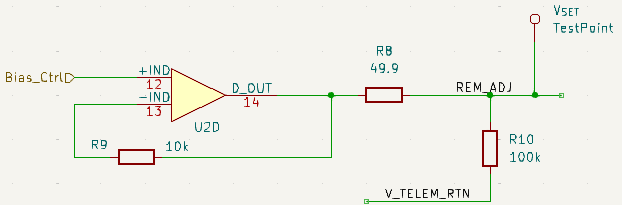 VSET
TestPoint
R8
49.9
Bias_Ctrl
+IND
12
-IND
13
D_OUT
14
U2D
REM_ADJ
R9
10k
R10
100k
V_TELEM_RTN